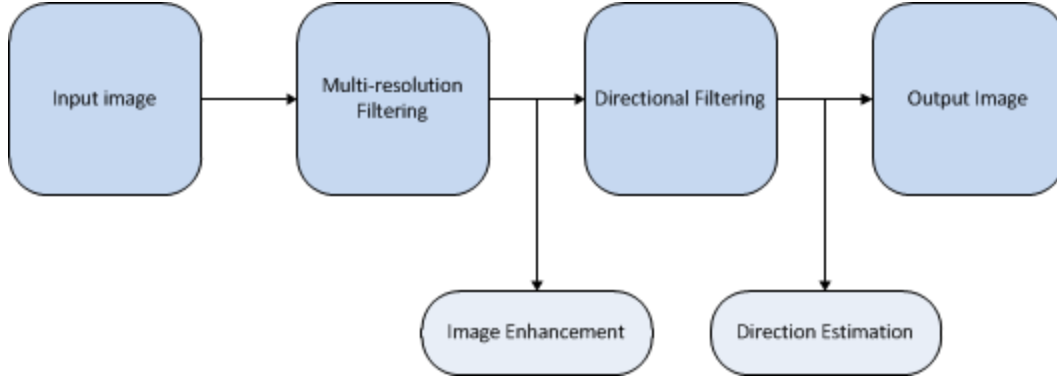 Input image
Multi-resolution
Filtering
Directional Filtering
Output Image
Image Enhancement
Direction Estimation